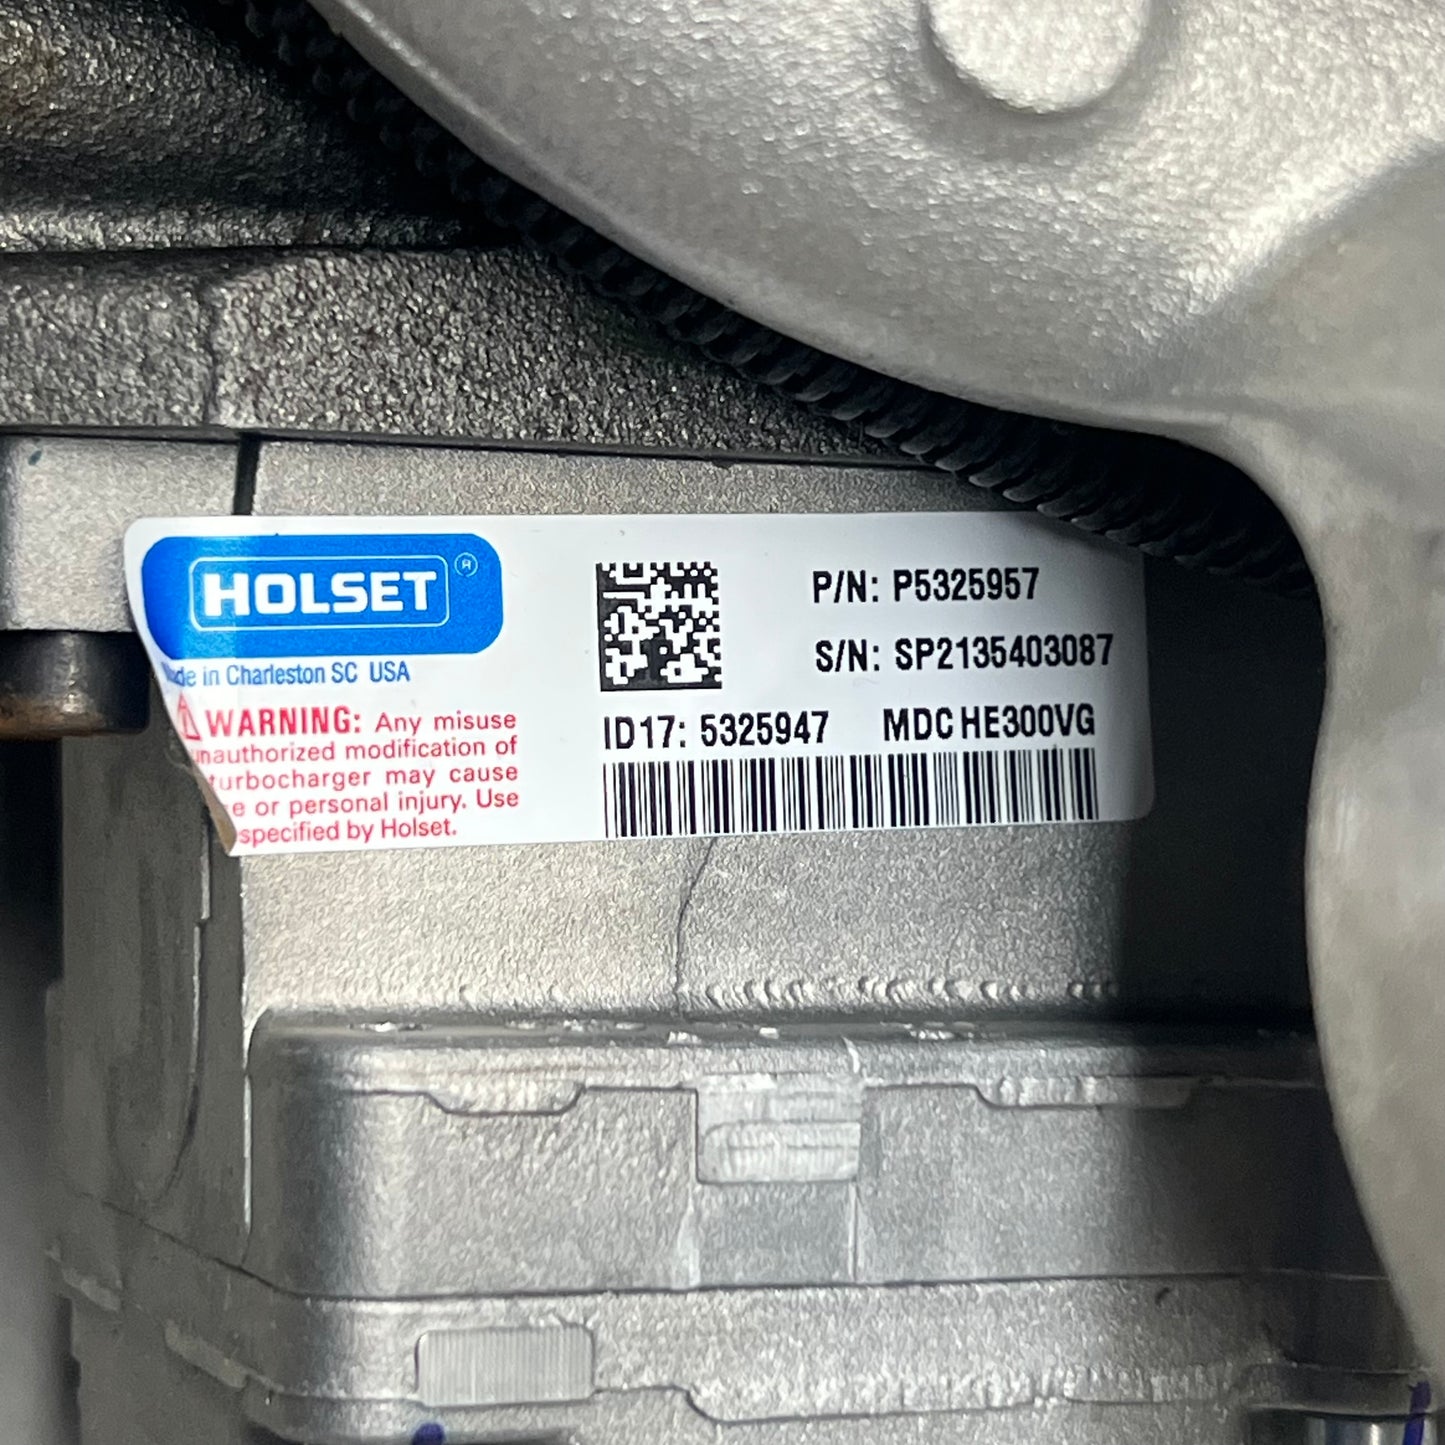 HOLSET ®
Made in Charleston SC USA
WARNING: Any misuse
unauthorized modification of
turbocharger may cause
e or personal injury. Use
specified by Holset.
P/N: P5325957
S/N: SP2135403087
ID17: 5325947 MDC HE300VG